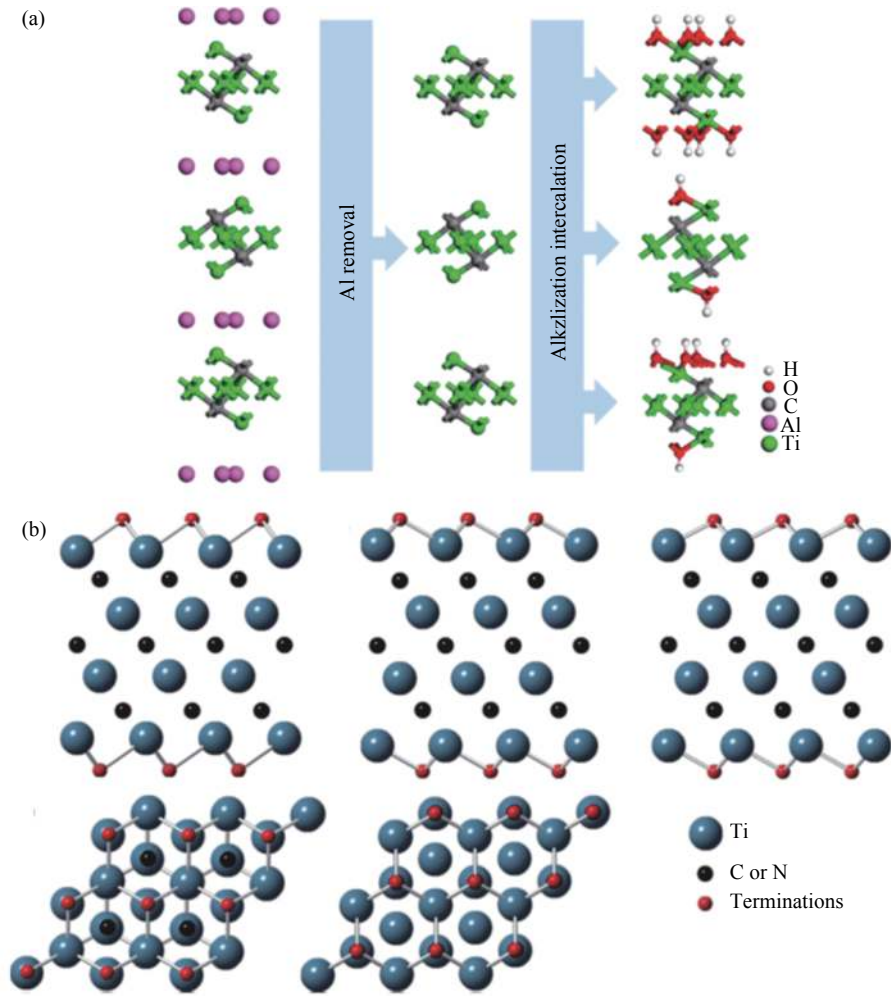 (a)
Al removal
Alkzlization intercalation
H
O
C
Al
Ti
(b)
Ti
C or N
Terminations